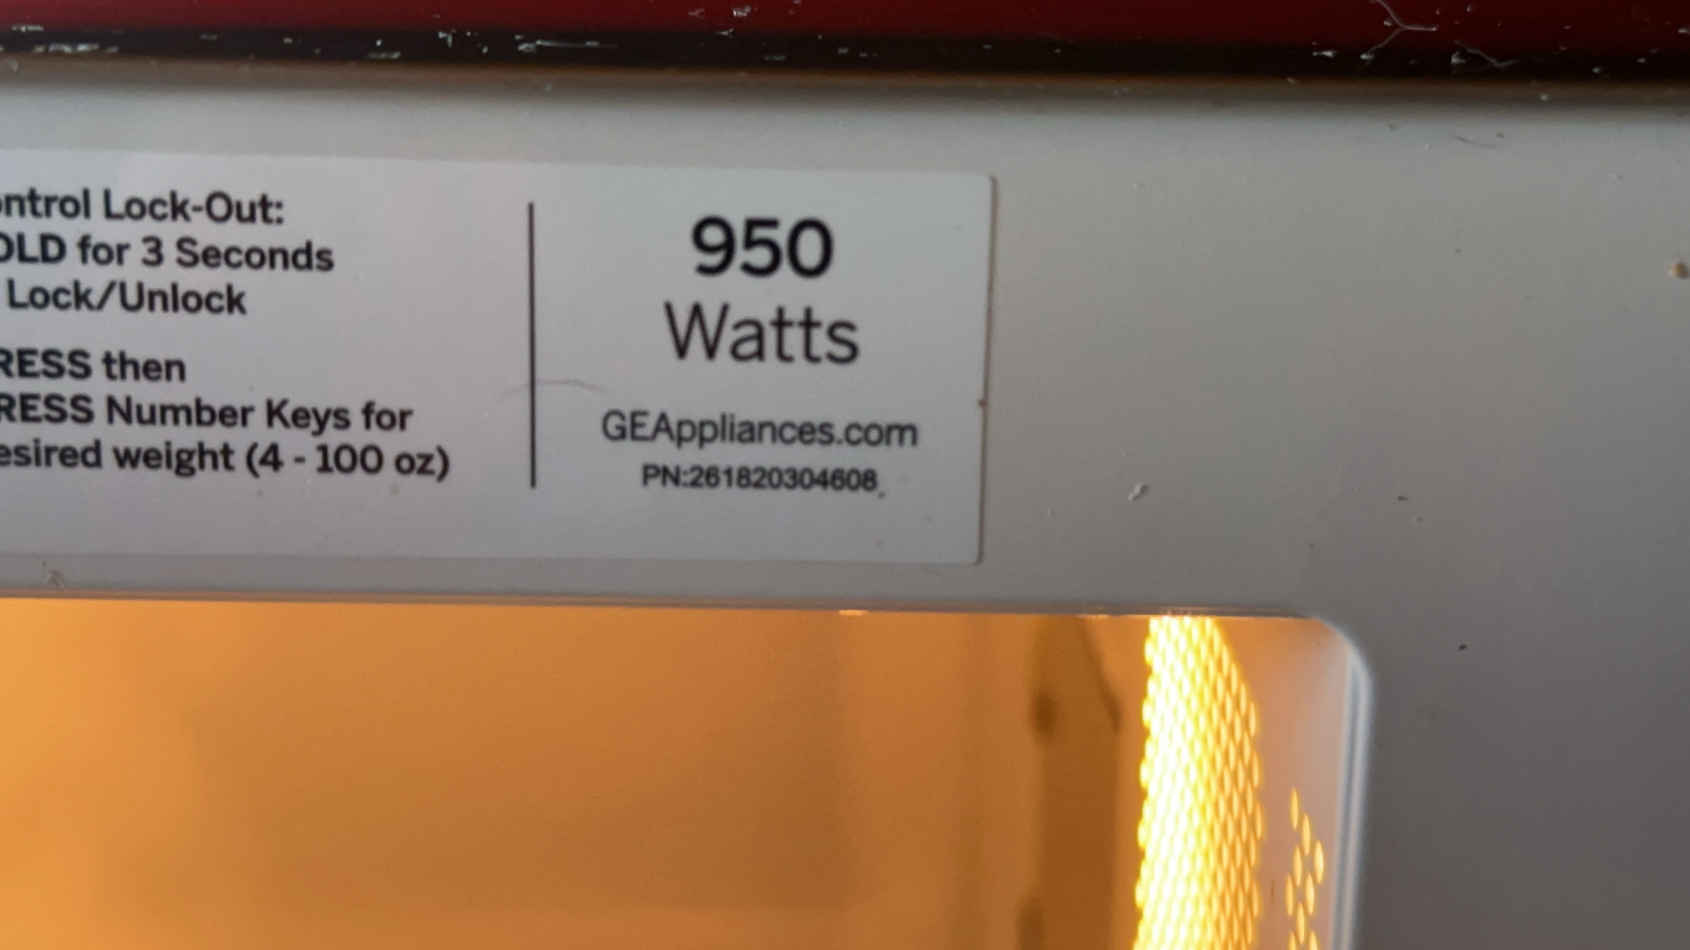 ontrol Lock-Out:
OLD for 3 Seconds
Lock/Unlock
RESS then
RESS Number Keys for
esired weight (4 - 100 oz)
950
Watts
GEAppliances.com
PN:261820304608